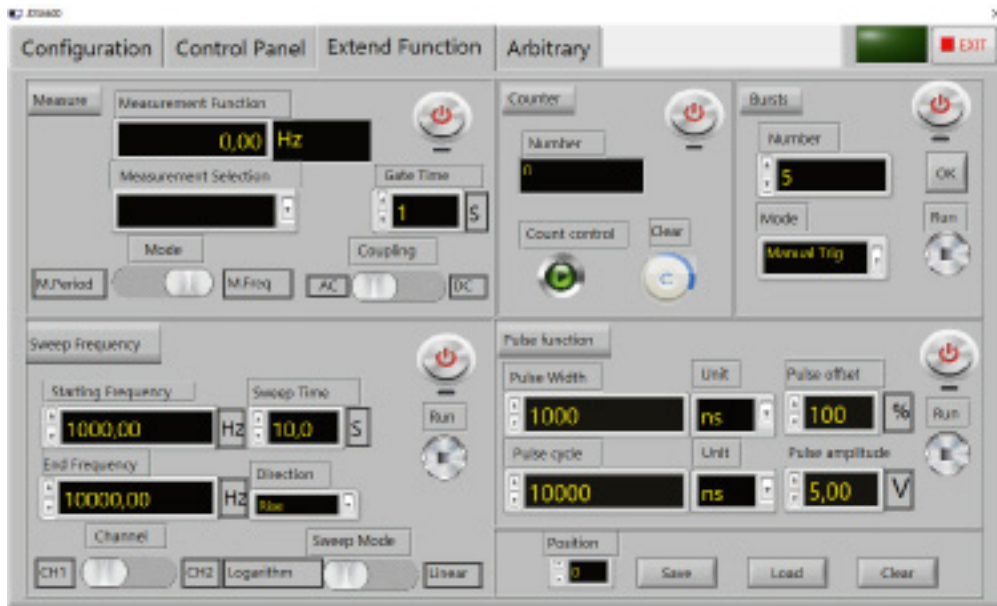 JDS6600
Configuration
Control Panel
Extend Function
Arbitrary
EXIT
Measure
Measurement Function
0,00 Hz
Measurement Selection
Gate Time
1 S
Mode
M.Period
M.Freq
Coupling
AC
DC
Counter
Number
0
Count control
Clear
Bursts
Number
5
OK
Mode
Manual Trig
Run
Sweep Frequency
Starting Frequency
1000,00 Hz
Sweep Time
10,0 S
Run
End Frequency
10000,00 Hz
Direction
Rise
Channel
CH1
CH2
Sweep Mode
Logarithm
Linear
Pulse function
Pulse Width
1000
Unit
ns
Pulse offset
100 %
Run
Pulse cycle
10000
Unit
ns
Pulse amplitude
5,00 V
Position
0
Save
Load
Clear